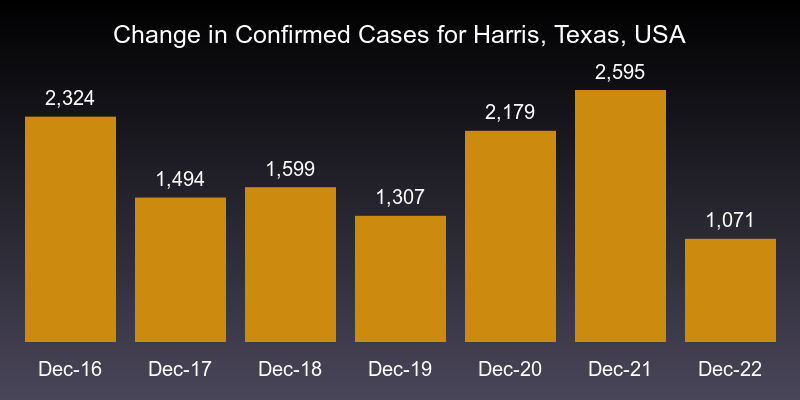 Change in Confirmed Cases for Harris, Texas, USA
2,324
1,494
1,599
1,307
2,179
2,595
1,071
Dec-16
Dec-17
Dec-18
Dec-19
Dec-20
Dec-21
Dec-22